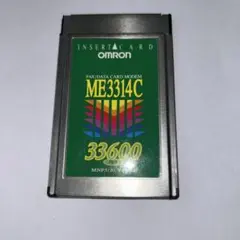 INSERT CARD
OMRON
FAX/DATA CARD MODEM
ME3314C
33600